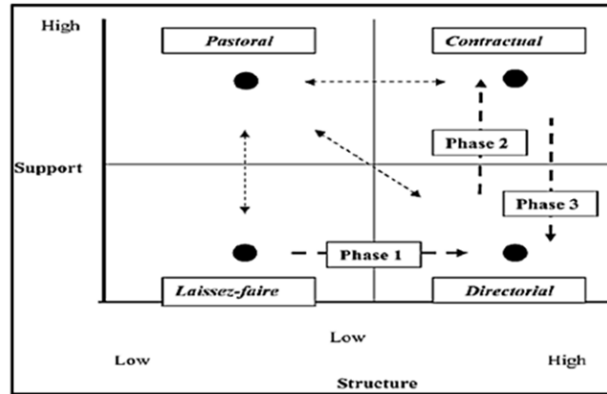 High
Pastoral
Contractual
Phase 2
Support
Phase 3
Phase 1
Laissez-faire
Directorial
Low
Low
High
Structure